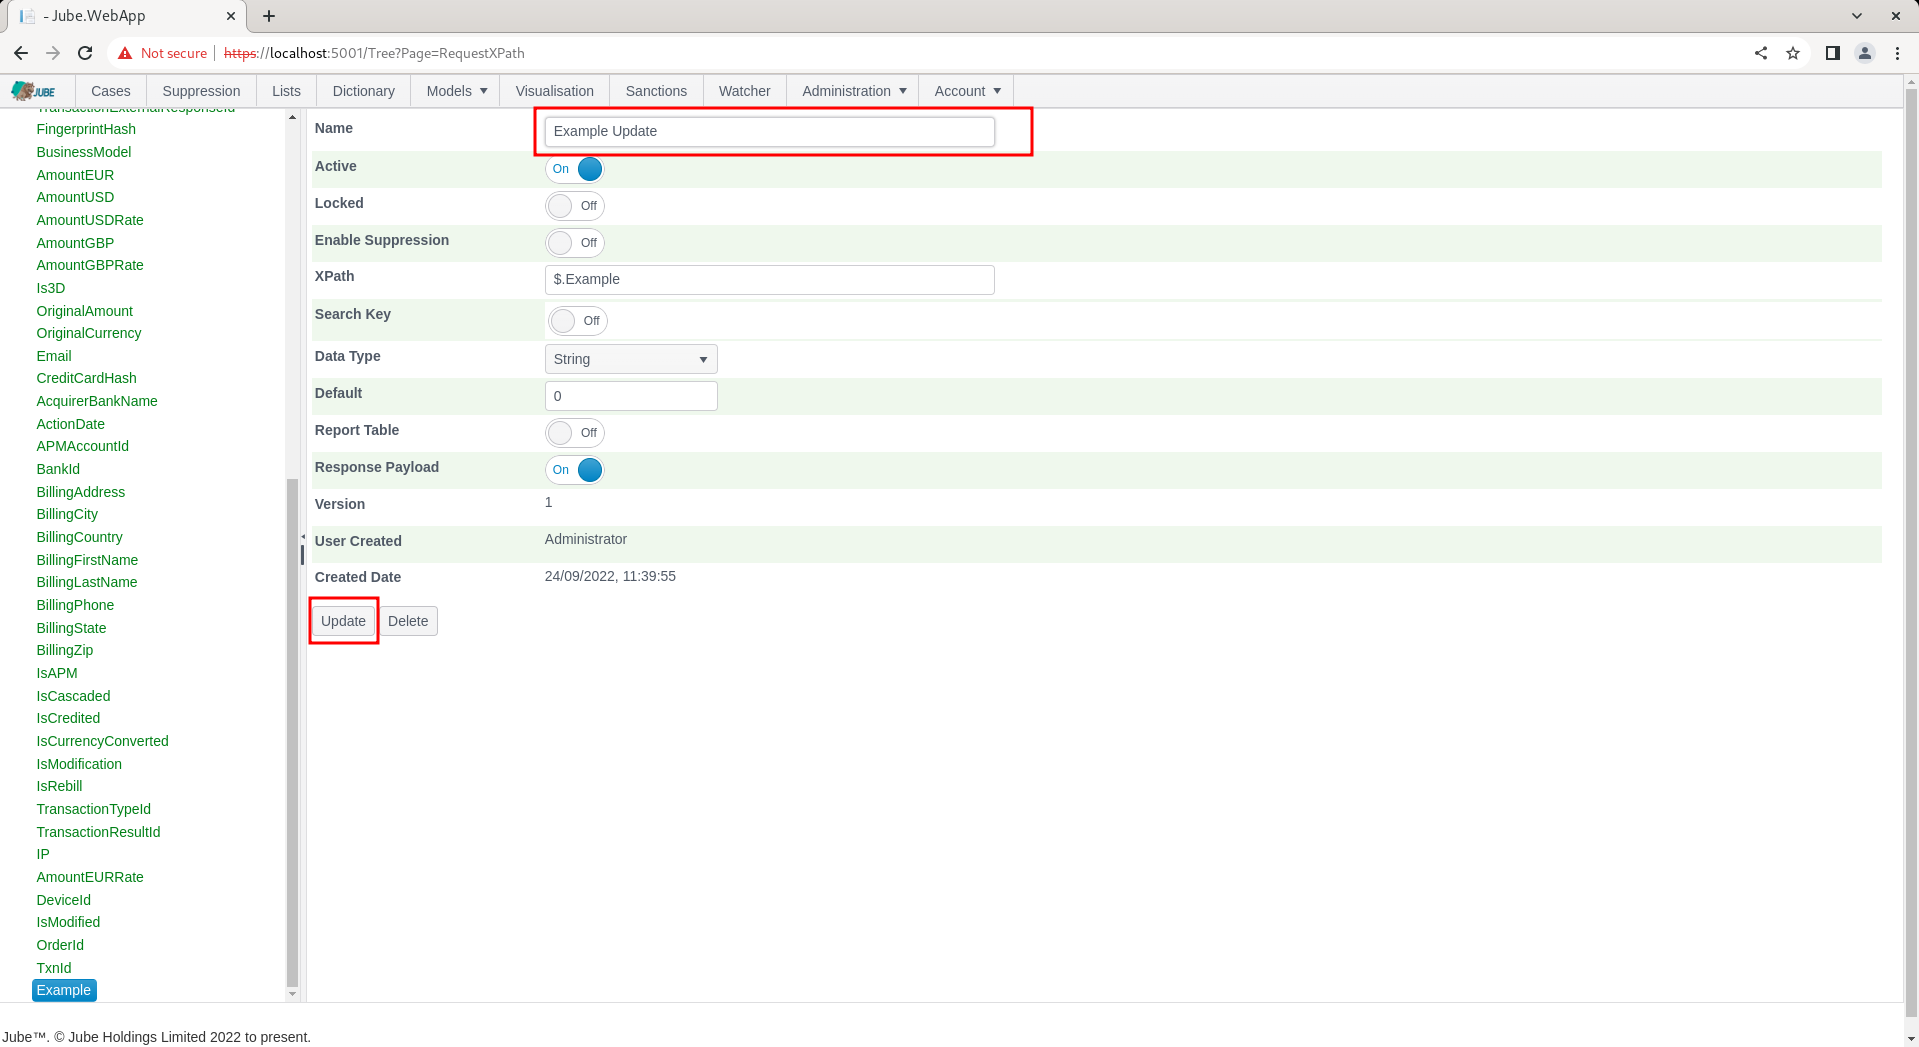 - Jube.WebApp
Not secure https://localhost:5001/Tree?Page=RequestXPath
JUBE Cases Suppression Lists Dictionary Models Visualisation Sanctions Watcher Administration Account
TransactionExternalResponseId
FingerprintHash
BusinessModel
AmountEUR
AmountUSD
AmountUSDRate
AmountGBP
AmountGBPRate
Is3D
OriginalAmount
OriginalCurrency
Email
CreditCardHash
AcquirerBankName
ActionDate
APMAccountId
BankId
BillingAddress
BillingCity
BillingCountry
BillingFirstName
BillingLastName
BillingPhone
BillingState
BillingZip
IsAPM
IsCascaded
IsCredited
IsCurrencyConverted
IsModification
IsRebill
TransactionTypeId
TransactionResultId
IP
AmountEURRate
DeviceId
IsModified
OrderId
TxnId
Example
Name Example Update
Active On
Locked Off
Enable Suppression Off
XPath $.Example
Search Key Off
Data Type String
Default 0
Report Table Off
Response Payload On
Version 1
User Created Administrator
Created Date 24/09/2022, 11:39:55
Update Delete
Jube™. © Jube Holdings Limited 2022 to present.